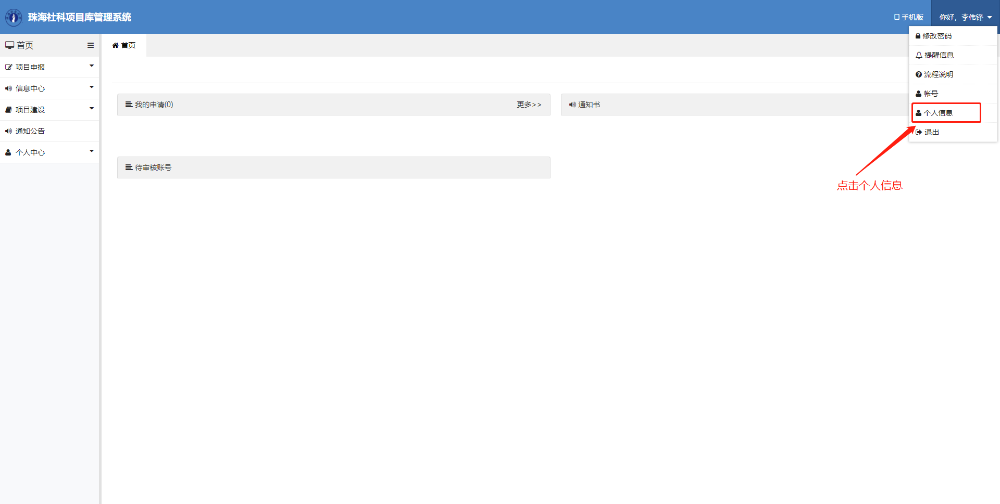 珠海社科项目库管理系统
手机版
你好，李伟锋
修改密码
提醒信息
流程说明
帐号
个人信息
退出
首页
项目申报
信息中心
项目建设
通知公告
个人中心
首页
我的申请(0)
更多>>
通知书
待审核账号
点击个人信息